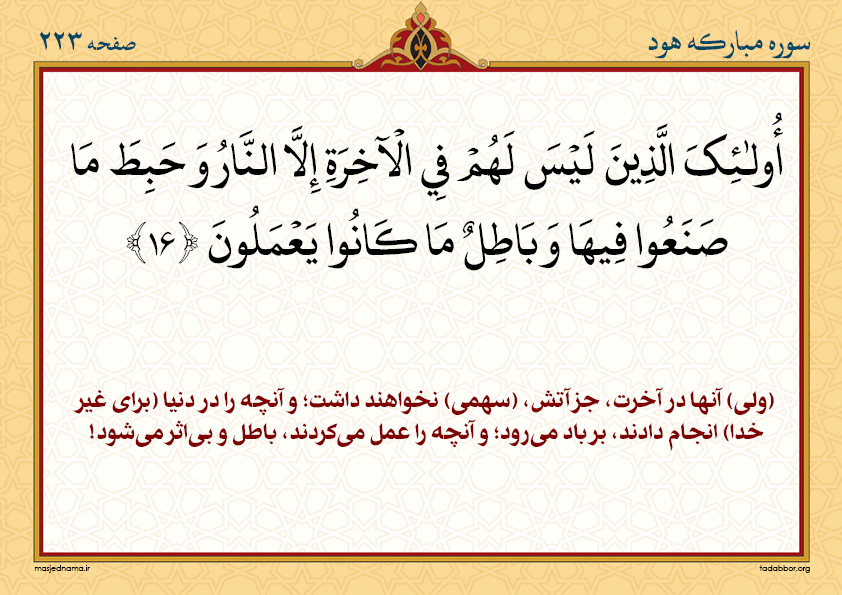 سوره مبارکه هود
صفحه ۲۲۳
أُولَٰئِكَ الَّذِينَ لَيْسَ لَهُمْ فِي الْآخِرَةِ إِلَّا النَّارُ وَ حَبِطَ مَا
صَنَعُوا فِيهَا وَ بَاطِلٌ مَا كَانُوا يَعْمَلُونَ ﴿۱۶﴾
(ولی) آنها در آخرت، جز آتش، (سهمی) نخواهند داشت؛ و آنچه را در دنیا (برای غیر
خدا) انجام دادند، بر باد می‌رود؛ و آنچه را عمل می‌کردند، باطل و بی‌اثر می‌شود!
masjednama.ir
tadabbor.org